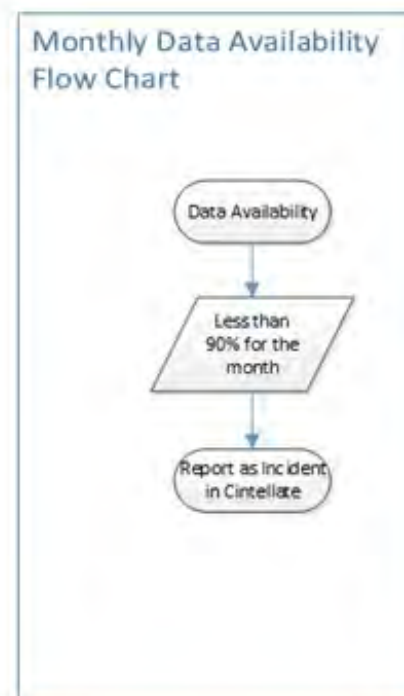 Monthly Data Availability
Flow Chart
Data Availability
Less than
90% for the
month
Report as Incident
in Cintellate